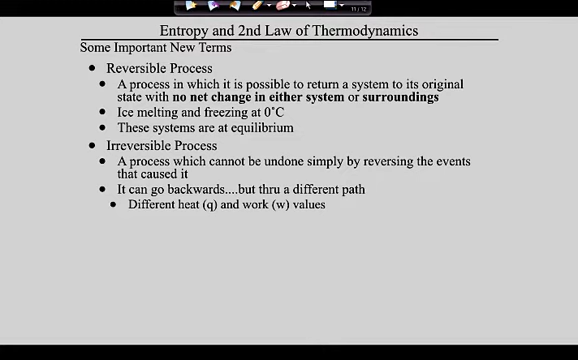 11 / 12
Entropy and 2nd Law of Thermodynamics
Some Important New Terms
● Reversible Process
● A process in which it is possible to return a system to its original
state with no net change in either system or surroundings
● Ice melting and freezing at 0˚C
● These systems are at equilibrium
● Irreversible Process
● A process which cannot be undone simply by reversing the events
that caused it
● It can go backwards....but thru a different path
● Different heat (q) and work (w) values